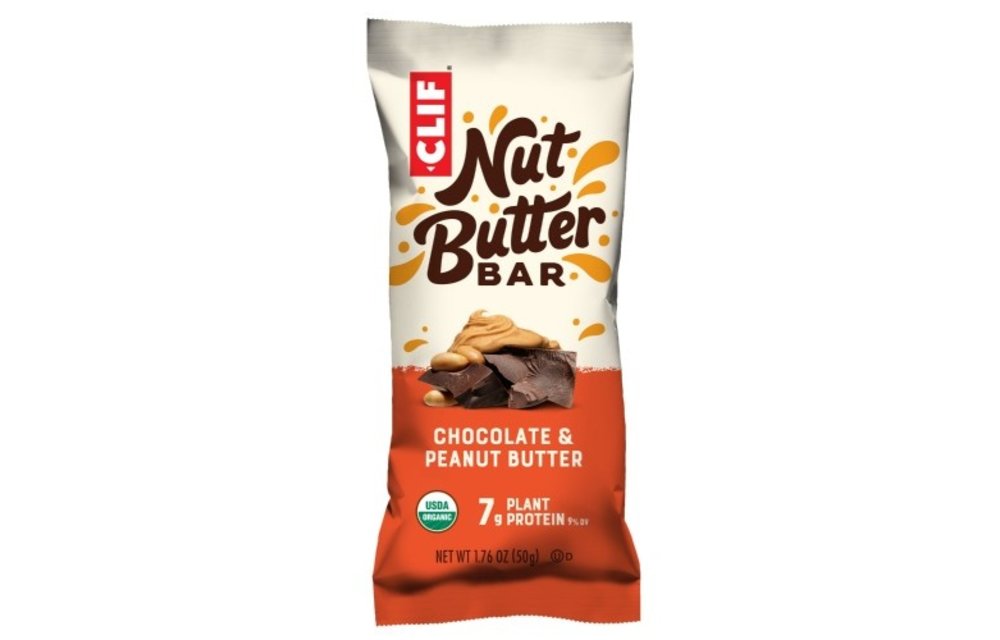 CLIF®
Nut
Butter
BAR
CHOCOLATE &
PEANUT BUTTER
USDA
ORGANIC
7g PLANT
PROTEIN 9% DV
NET WT 1.76 OZ (50g) Ⓤ D